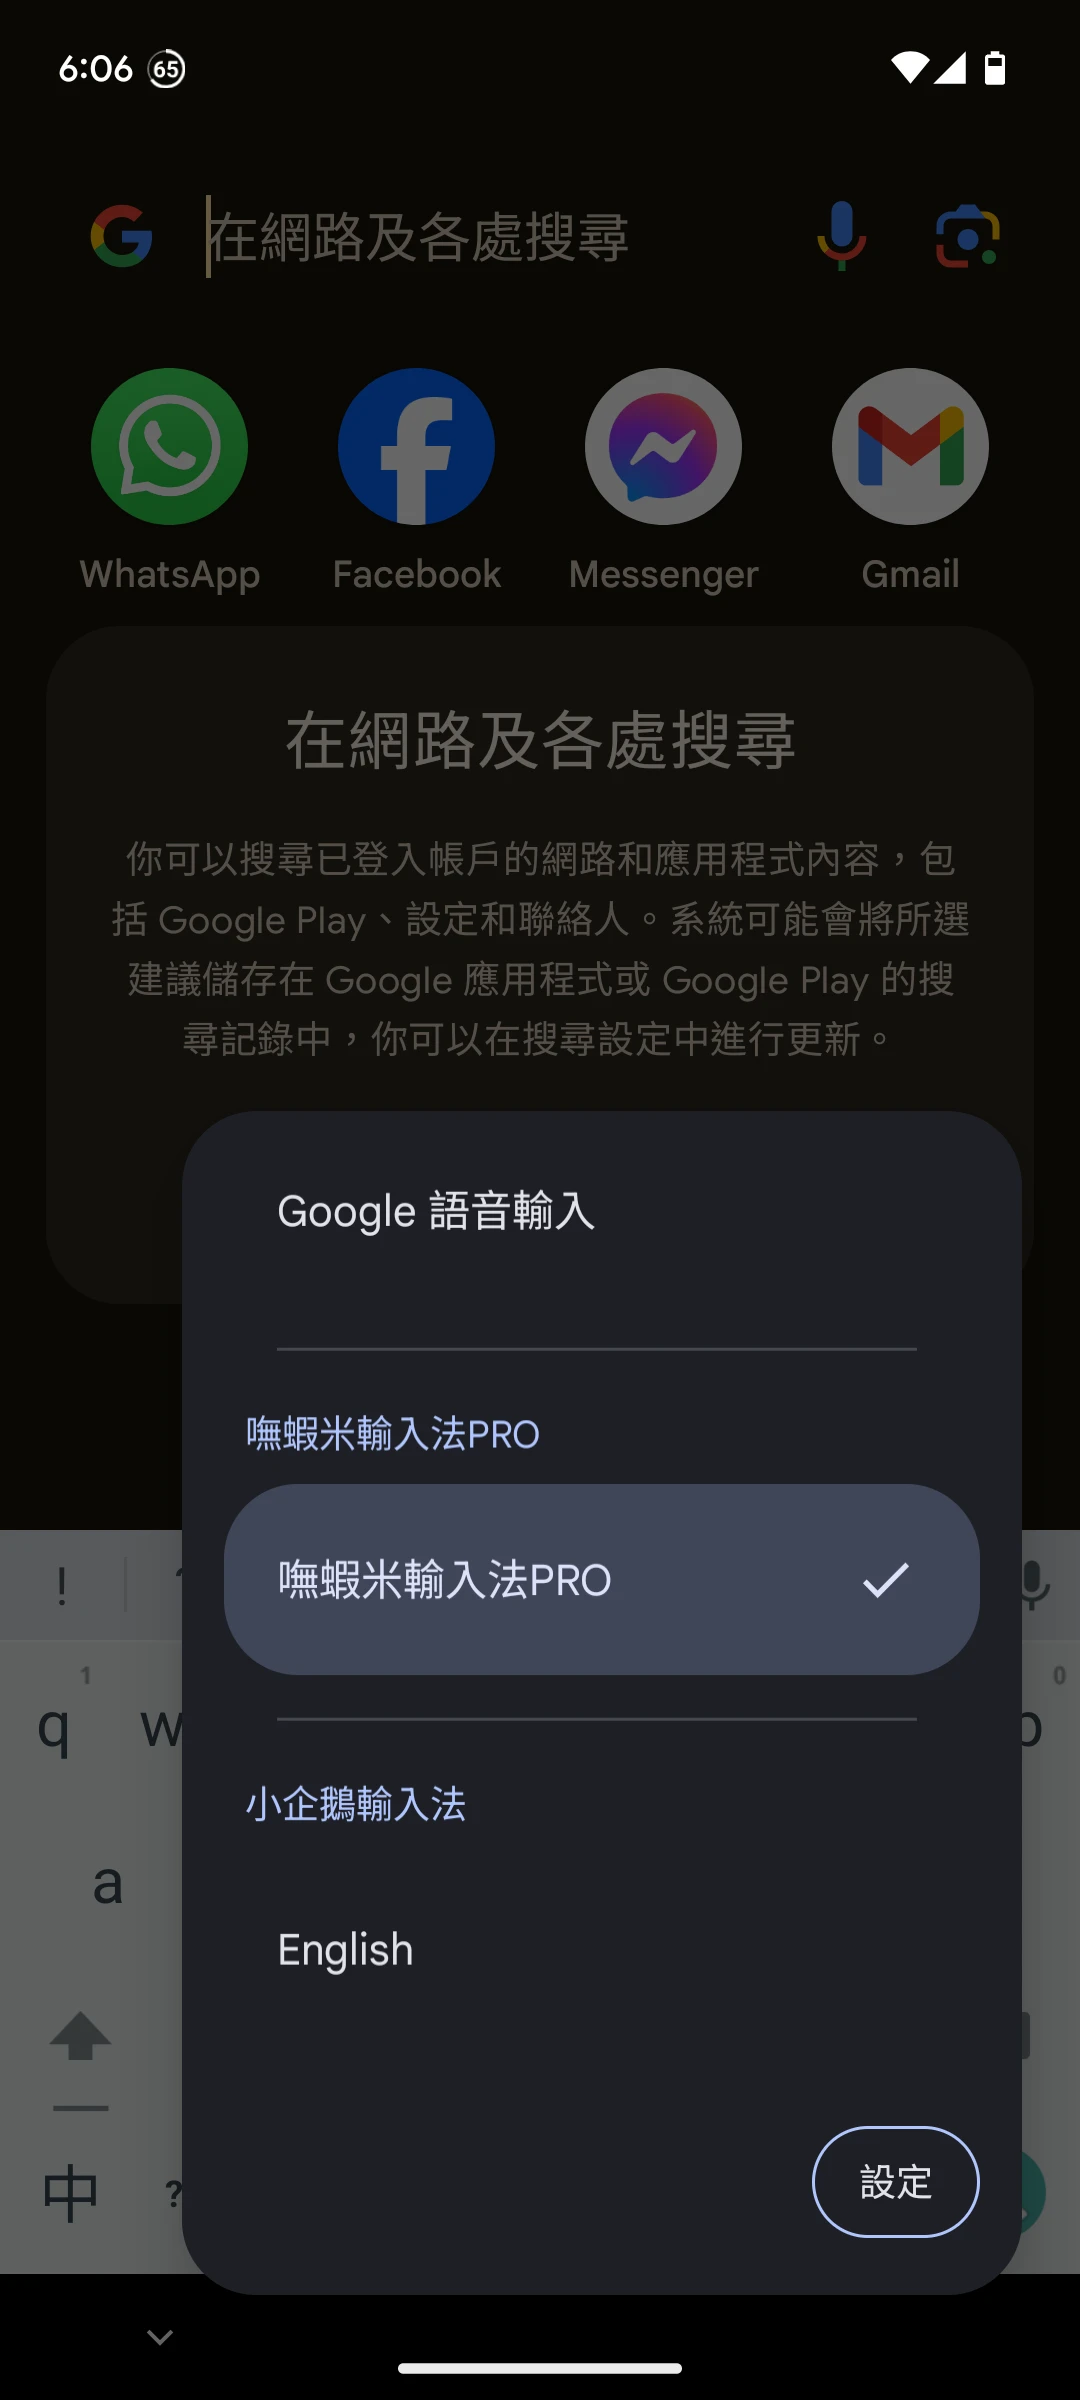 6:06 65
在網路及各處搜尋
WhatsApp Facebook Messenger Gmail
在網路及各處搜尋
你可以搜尋已登入帳戶的網路和應用程式內容，包
括 Google Play、設定和聯絡人。系統可能會將所選
建議儲存在 Google 應用程式或 Google Play 的搜
尋記錄中，你可以在搜尋設定中進行更新。
Google 語音輸入
嘸蝦米輸入法PRO
嘸蝦米輸入法PRO
小企鵝輸入法
English
設定
!
1 0
q w p
a
中 ?